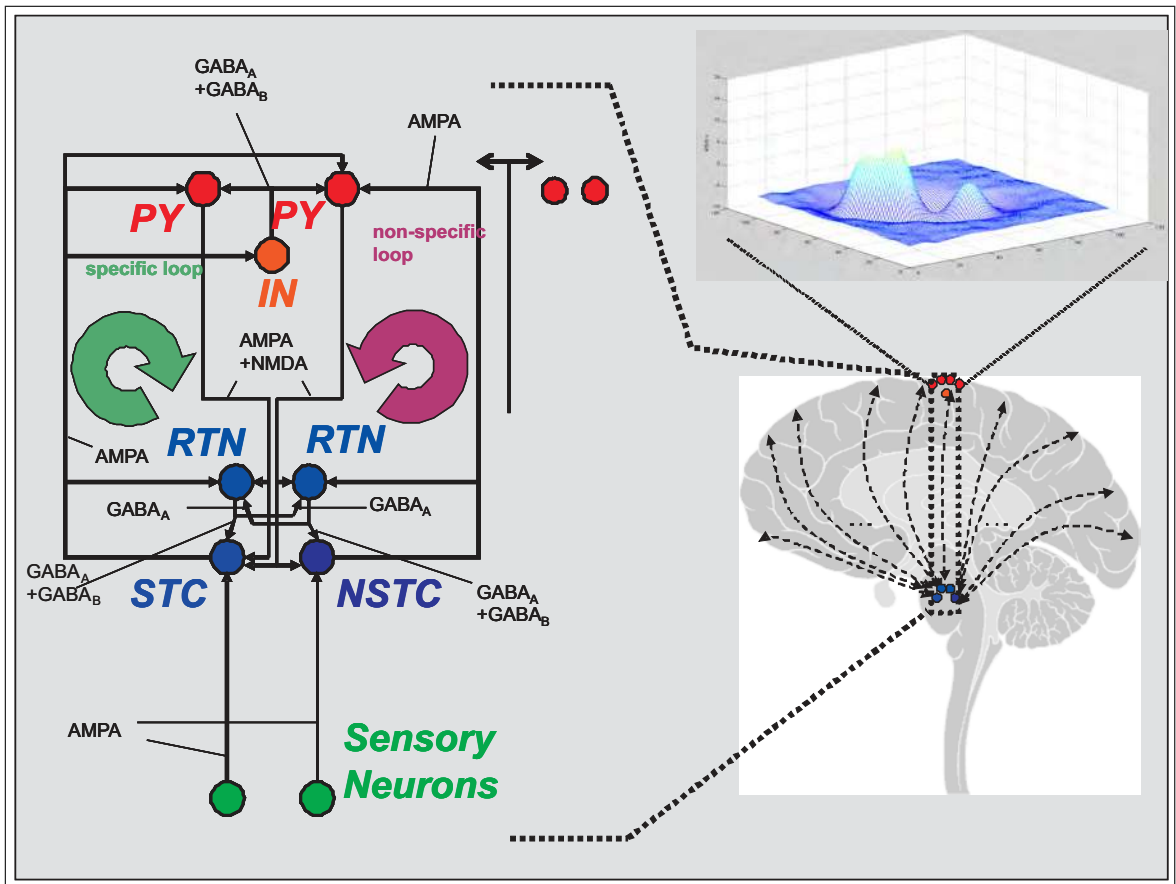 GABAA
+GABAB
AMPA
PY
PY
non-specific
loop
specific loop
IN
AMPA
+NMDA
RTN
RTN
AMPA
GABAA
GABAA
GABAA
+GABAB
STC
NSTC
GABAA
+GABAB
AMPA
Sensory
Neurons